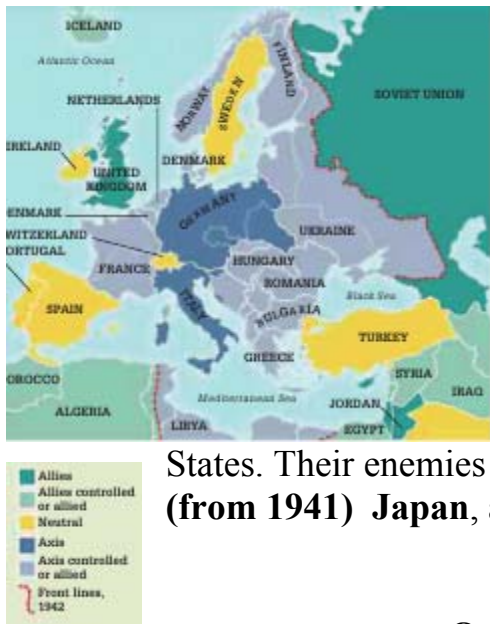 ICELAND
Atlantic Ocean
FINLAND
NETHERLANDS
NORWAY
SWEDEN
SOVIET UNION
IRELAND
UNITED
KINGDOM
DENMARK
GERMANY
ENMARK
WITZERLAND
ORTUGAL
UKRAINE
FRANCE
HUNGARY
ROMANIA
Black Sea
SPAIN
ITALY
BULGARIA
TURKEY
GREECE
SYRIA
OROCCO
Mediterranean Sea
IRAQ
ALGERIA
JORDAN
LIBYA
EGYPT
States. Their enemies
(from 1941) Japan,
Allies
Allies controlled
or allied
Neutral
Axis
Axis controlled
or allied
Front lines,
1942